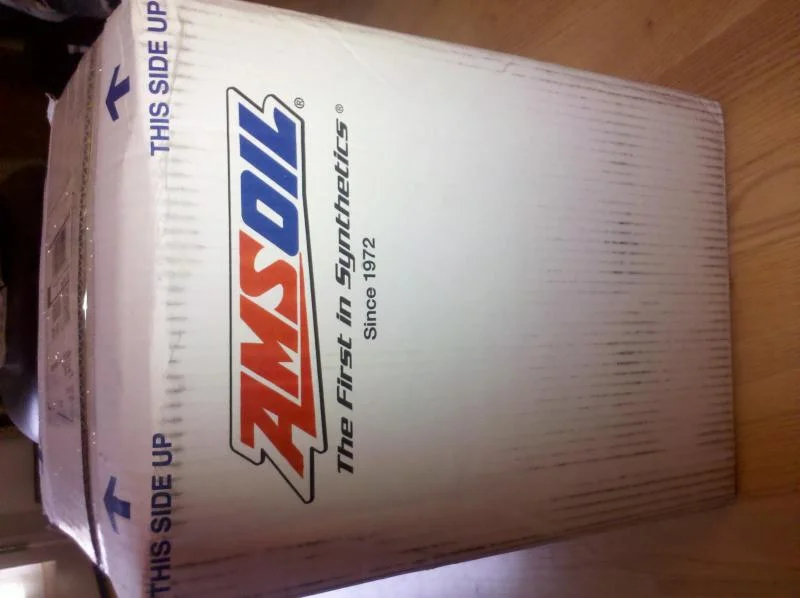 THIS SIDE UP
THIS SIDE UP
AMSOIL®
The First in Synthetics®
Since 1972